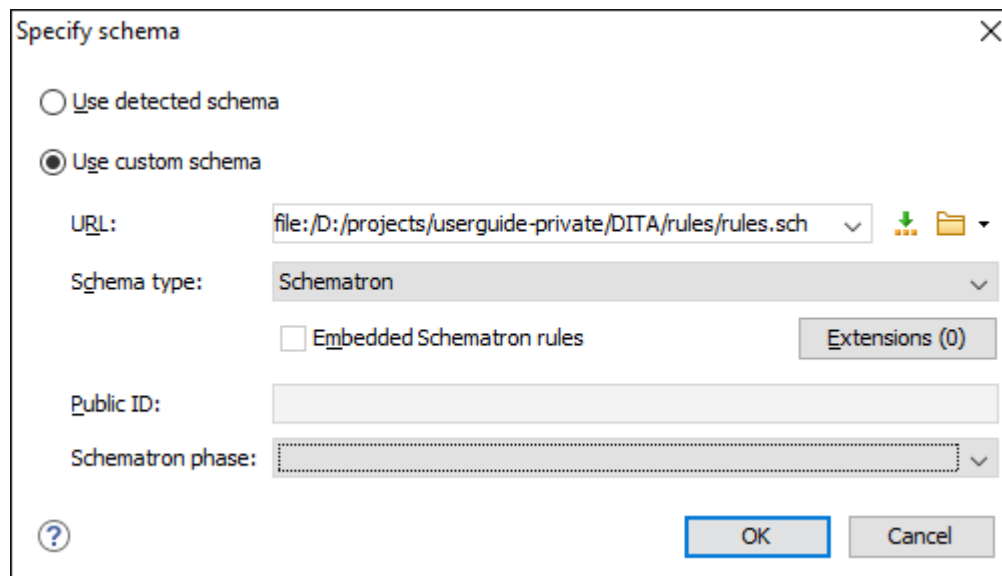 Specify schema
Use detected schema
Use custom schema
URL: file:/D:/projects/userguide-private/DITA/rules/rules.sch
Schema type: Schematron
Embedded Schematron rules Extensions (0)
Public ID:
Schematron phase:
? OK Cancel